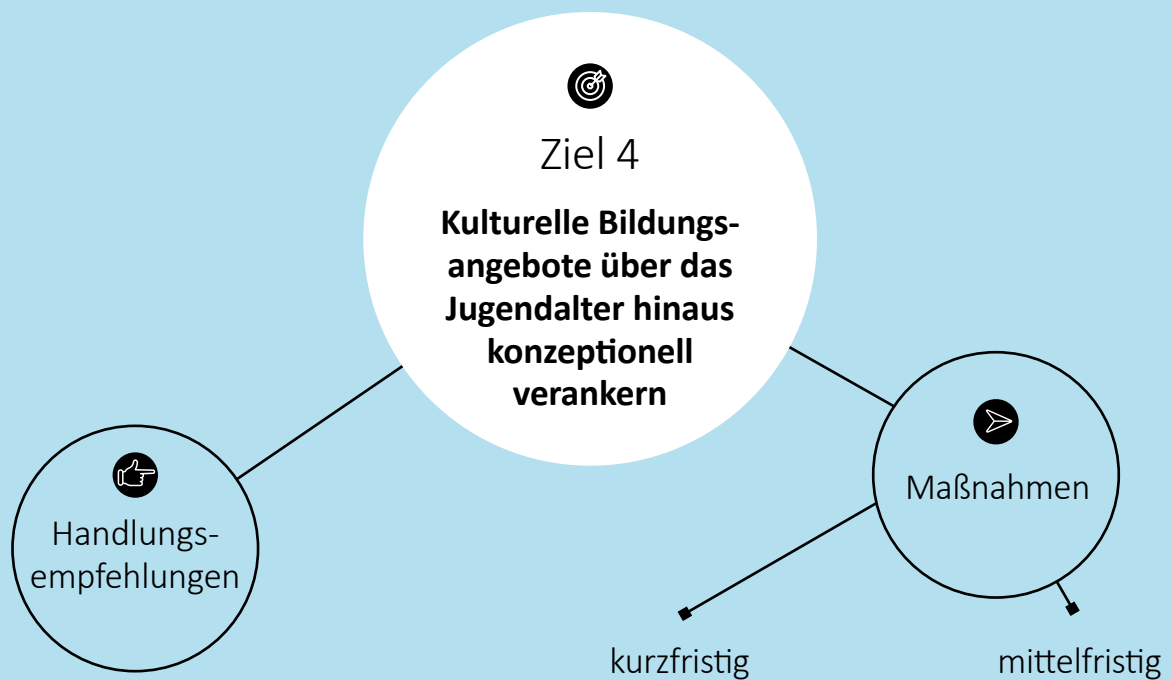 Ziel 4
Kulturelle Bildungs-
angebote über das
Jugendalter hinaus
konzeptionell
verankern
Handlungs-
empfehlungen
Maßnahmen
kurzfristig
mittelfristig